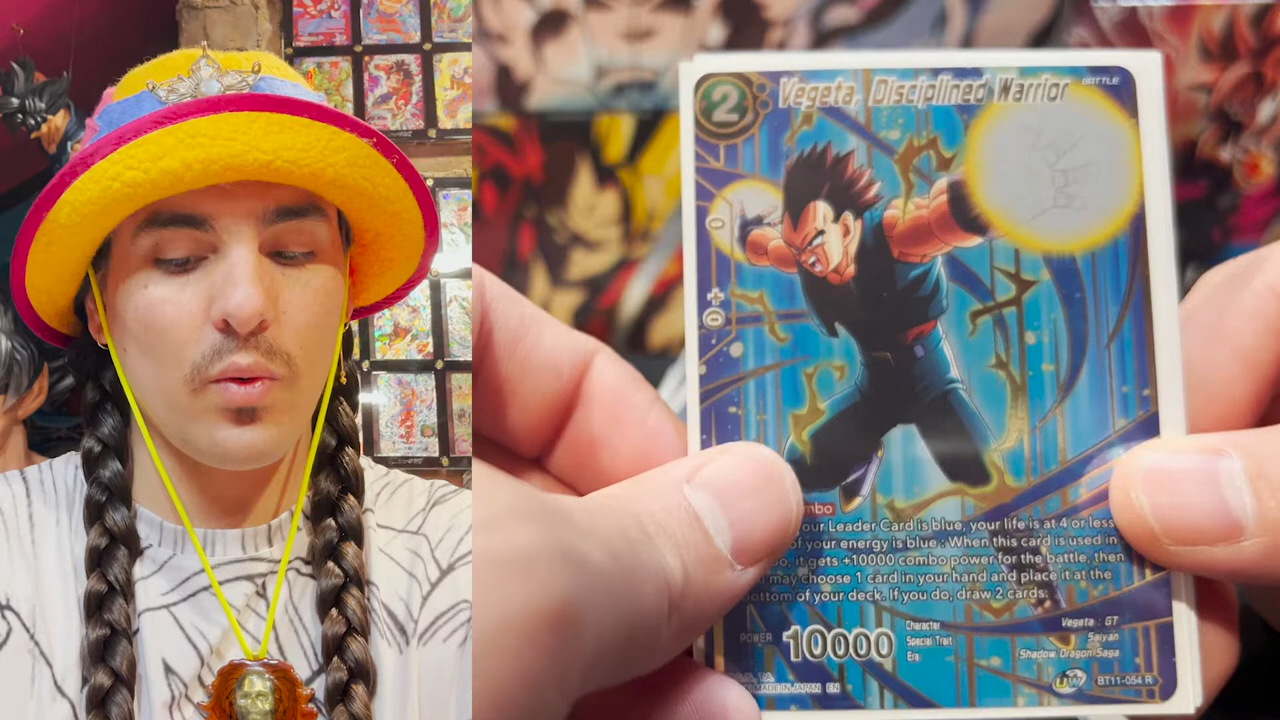 2
Vegeta, Disciplined Warrior
BATTLE
0
0+
mbo
our Leader Card is blue, your life is at 4 or less
of your energy is blue : When this card is used in
bo, it gets +10000 combo power for the battle, then
may choose 1 card in your hand and place it at the
bottom of your deck. If you do, draw 2 cards.
POWER 10000
Character Vegeta : GT
Special Trait Saiyan
Era Shadow Dragon Saga
MADE IN JAPAN EN
UW BT11-054 R